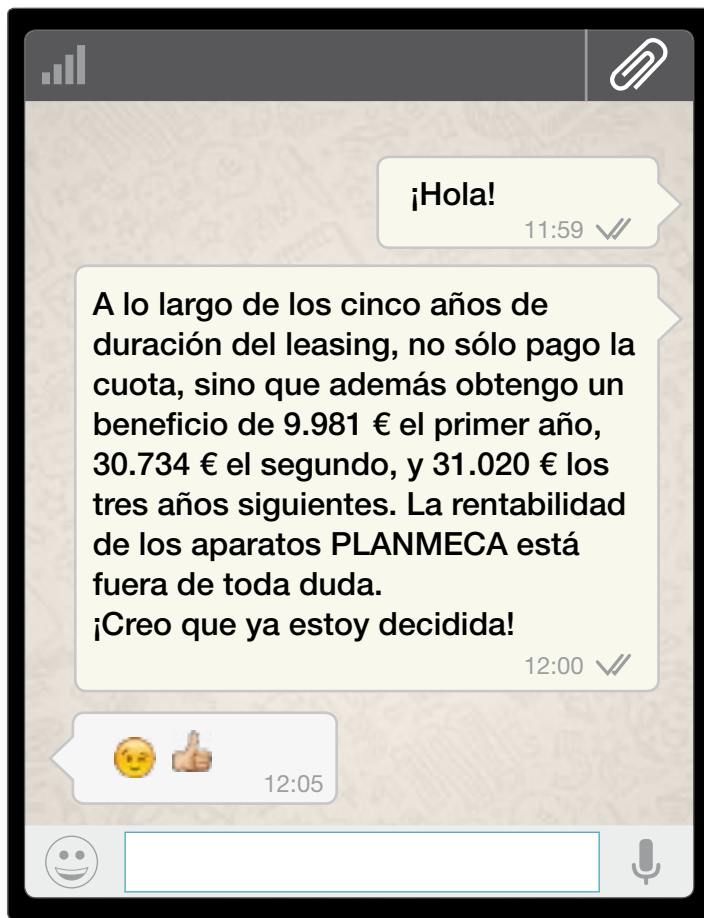 ¡Hola!
11:59
A lo largo de los cinco años de
duración del leasing, no sólo pago la
cuota, sino que además obtengo un
beneficio de 9.981 € el primer año,
30.734 € el segundo, y 31.020 € los
tres años siguientes. La rentabilidad
de los aparatos PLANMECA está
fuera de toda duda.
¡Creo que ya estoy decidida!
12:00
12:05